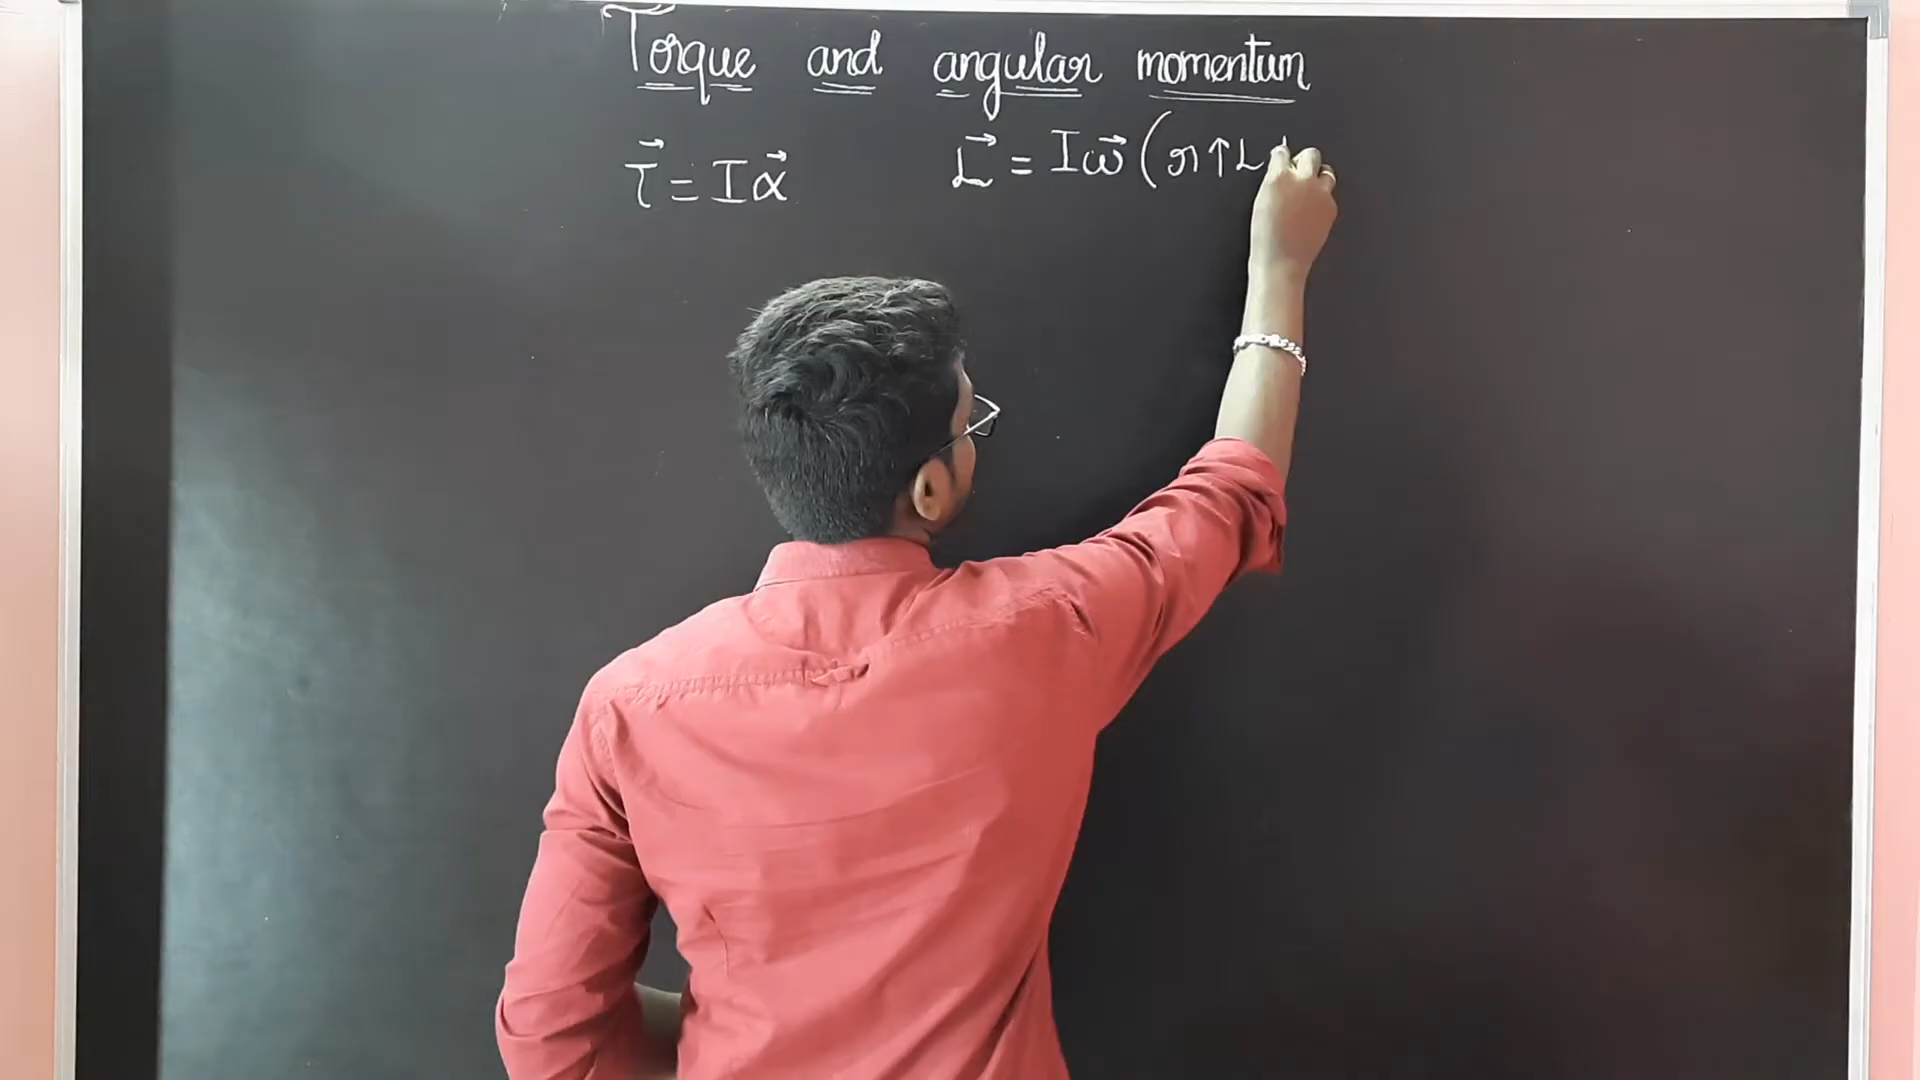 Torque and angular momentum
τ⃗ = Iα⃗
L⃗ = Iω⃗ (r↑L